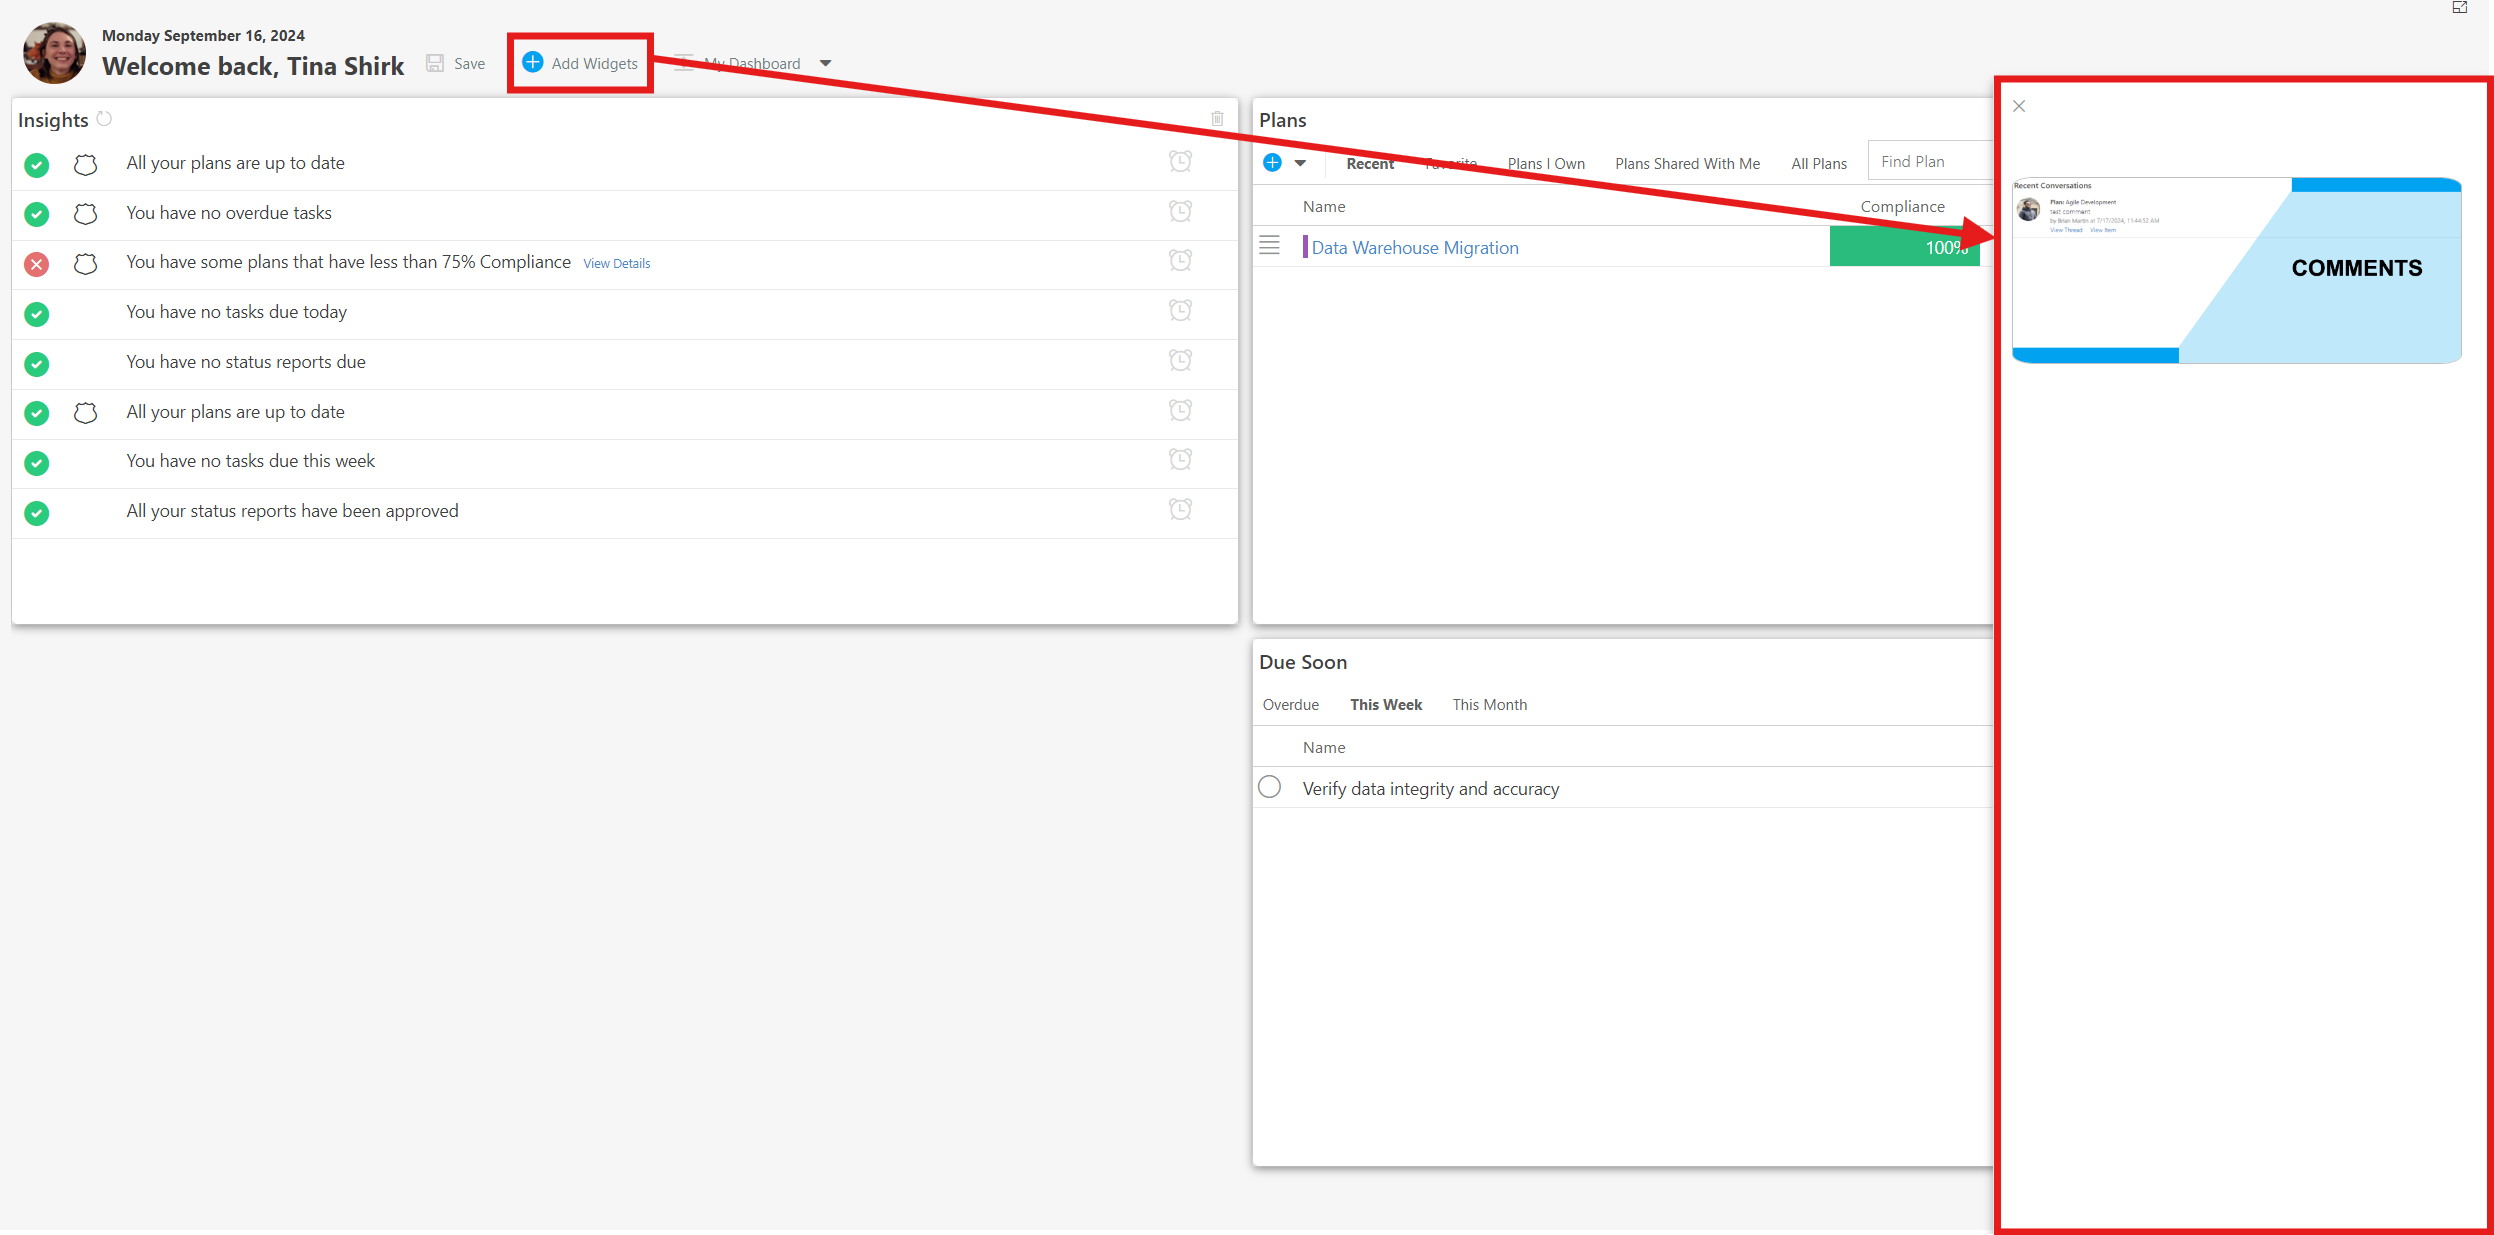 Monday September 16, 2024
Welcome back, Tina Shirk
Save
Add Widgets
My Dashboard
Insights
All your plans are up to date
You have no overdue tasks
You have some plans that have less than 75% Compliance View Details
You have no tasks due today
You have no status reports due
All your plans are up to date
You have no tasks due this week
All your status reports have been approved
Plans
Recent Favorite Plans I Own Plans Shared With Me All Plans Find Plan
Name Compliance
Data Warehouse Migration 100%
Due Soon
Overdue This Week This Month
Name
Verify data integrity and accuracy
Recent Conversations
Plan: Agile Development
test comment
by Brian Martin at 7/17/2024, 11:44:52 AM
View Thread View Item
COMMENTS